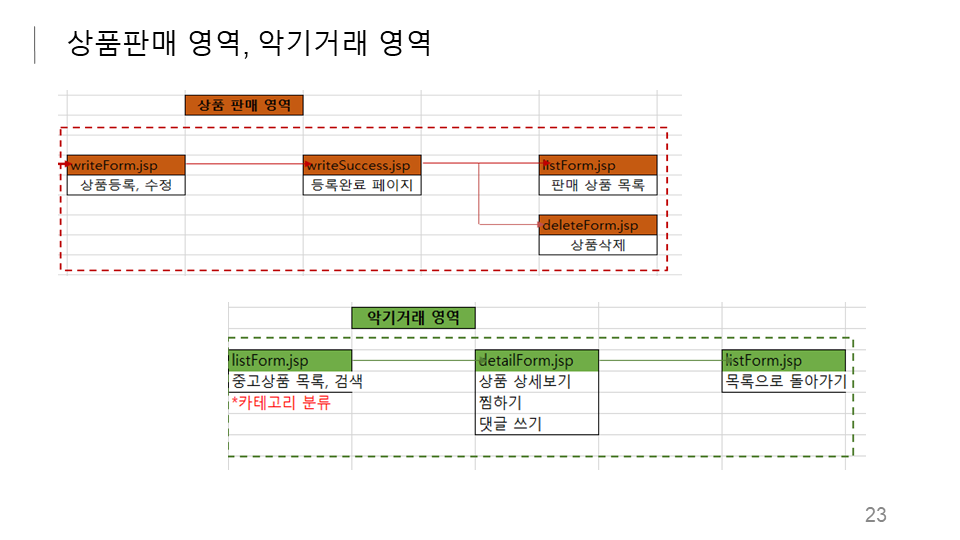 상품판매 영역, 악기거래 영역
상품 판매 영역
writeForm.jsp
상품등록, 수정
writeSuccess.jsp
등록완료 페이지
listForm.jsp
판매 상품 목록
deleteForm.jsp
상품삭제
악기거래 영역
listForm.jsp
중고상품 목록, 검색
*카테고리 분류
detailForm.jsp
상품 상세보기
찜하기
댓글 쓰기
listForm.jsp
목록으로 돌아가기
23